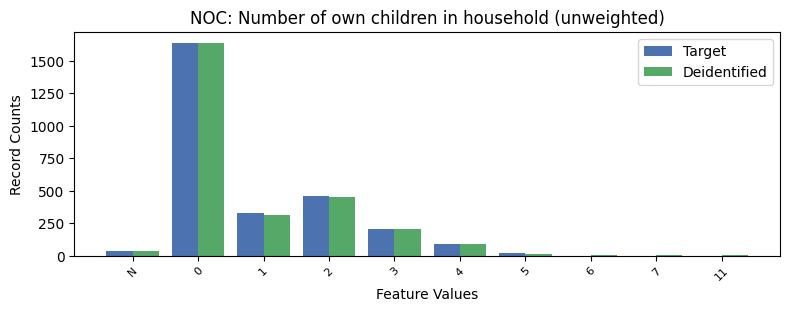 NOC: Number of own children in household (unweighted)
Target
Deidentified
Record Counts
1500
1250
1000
750
500
250
0
N
0
1
2
3
4
5
6
7
11
Feature Values